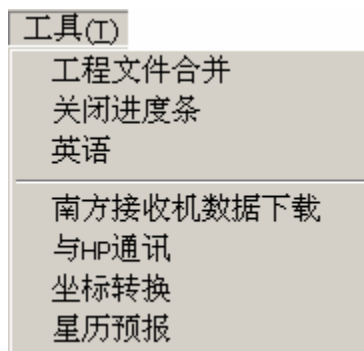 工具(T)
工程文件合并
关闭进度条
英语
南方接收机数据下载
与HP通讯
坐标转换
星历预报